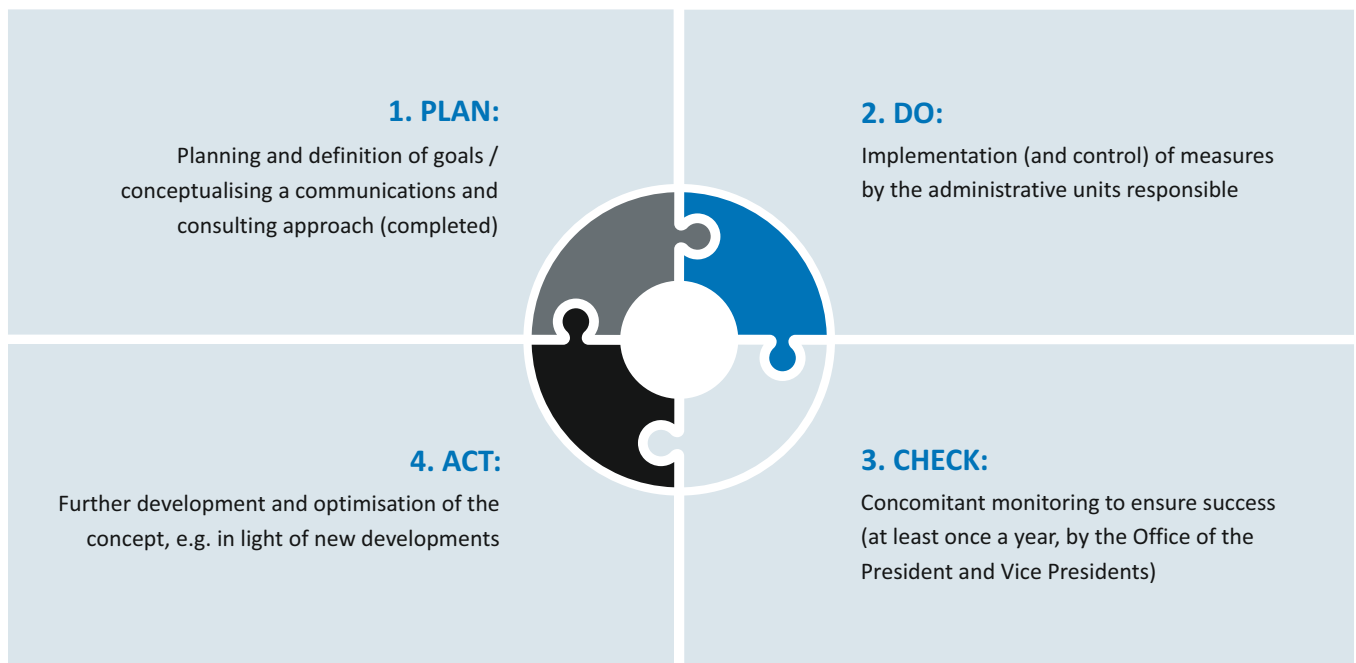 1. PLAN:
Planning and definition of goals /
conceptualising a communications and
consulting approach (completed)
2. DO:
Implementation (and control) of measures
by the administrative units responsible
3. CHECK:
Concomitant monitoring to ensure success
(at least once a year, by the Office of the
President and Vice Presidents)
4. ACT:
Further development and optimisation of the
concept, e.g. in light of new developments